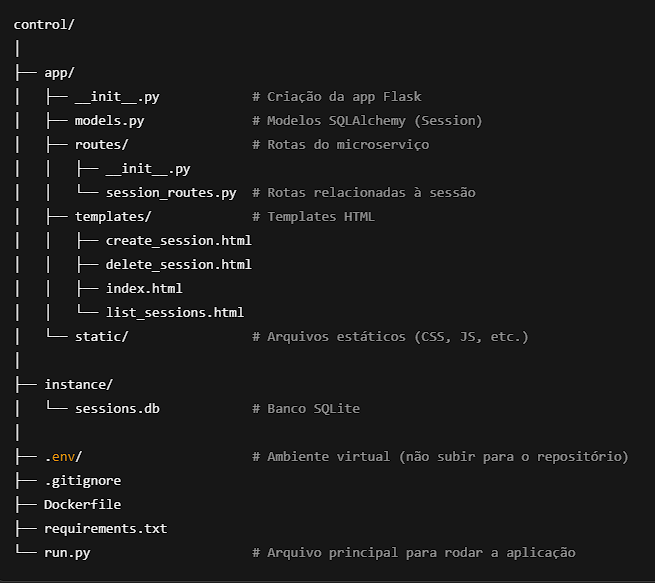 control/
│
├── app/
│   ├── __init__.py            # Criação da app Flask
│   ├── models.py              # Modelos SQLAlchemy (Session)
│   ├── routes/                # Rotas do microserviço
│   │   ├── __init__.py
│   │   └── session_routes.py  # Rotas relacionadas à sessão
│   ├── templates/             # Templates HTML
│   │   ├── create_session.html
│   │   ├── delete_session.html
│   │   ├── index.html
│   │   └── list_sessions.html
│   └── static/                # Arquivos estáticos (CSS, JS, etc.)
│
├── instance/
│   └── sessions.db            # Banco SQLite
│
├── .env/                      # Ambiente virtual (não subir para o repositório)
├── .gitignore
├── Dockerfile
├── requirements.txt
└── run.py                     # Arquivo principal para rodar a aplicação